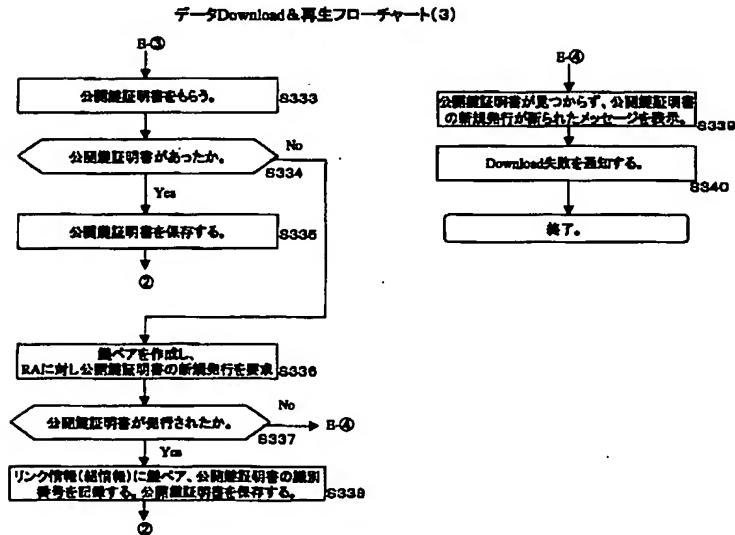 データDownload&再生フローチャート(3)
E-③
公開鍵証明書をもらう。
S333
公開鍵証明書があったか。
No
S334
Yes
公開鍵証明書を保存する。
S335
②
鍵ペアを作成し、
RAに対し公開鍵証明書の新規発行を要求
S336
公開鍵証明書が発行されたか。
No
E-④
S337
Yes
リンク情報(紐情報)に鍵ペア、公開鍵証明書の識別
番号を記録する。公開鍵証明書を保存する。
S338
②
E-④
公開鍵証明書が見つからず、公開鍵証明書
の新規発行が断られたメッセージを表示。
S339
Download失敗を通知する。
S340
終了。